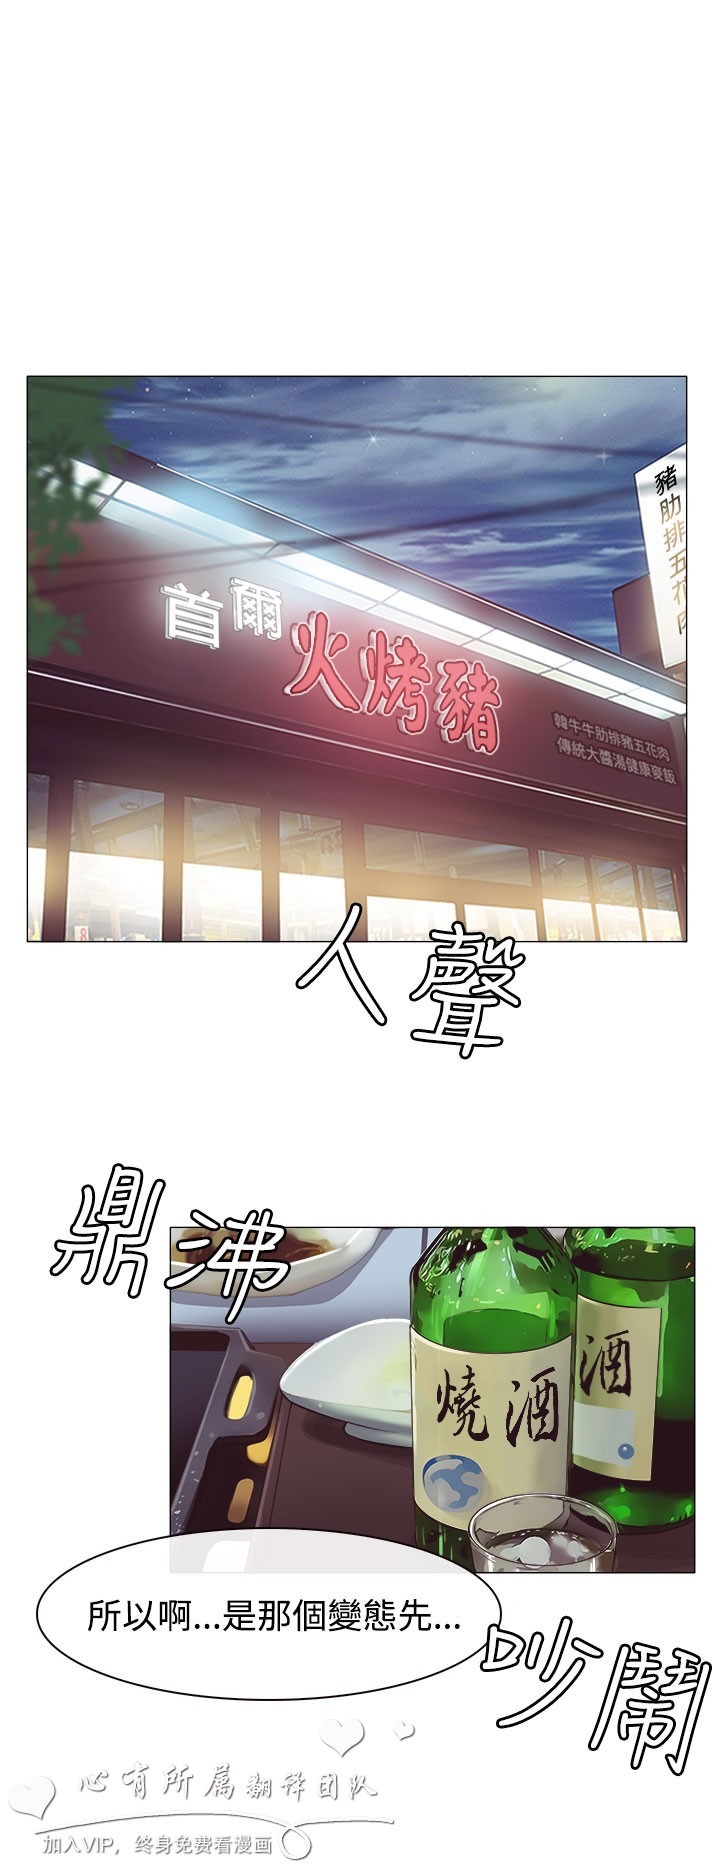 豬肋排五花肉
首爾火烤豬
韓牛牛肋排豬五花肉
傳統大醬湯健康麥飯
人聲
鼎沸
燒酒
酒
所以啊...是那個變態先...
吵鬧
心有所属翻译团队
加入VIP，终身免费看漫画